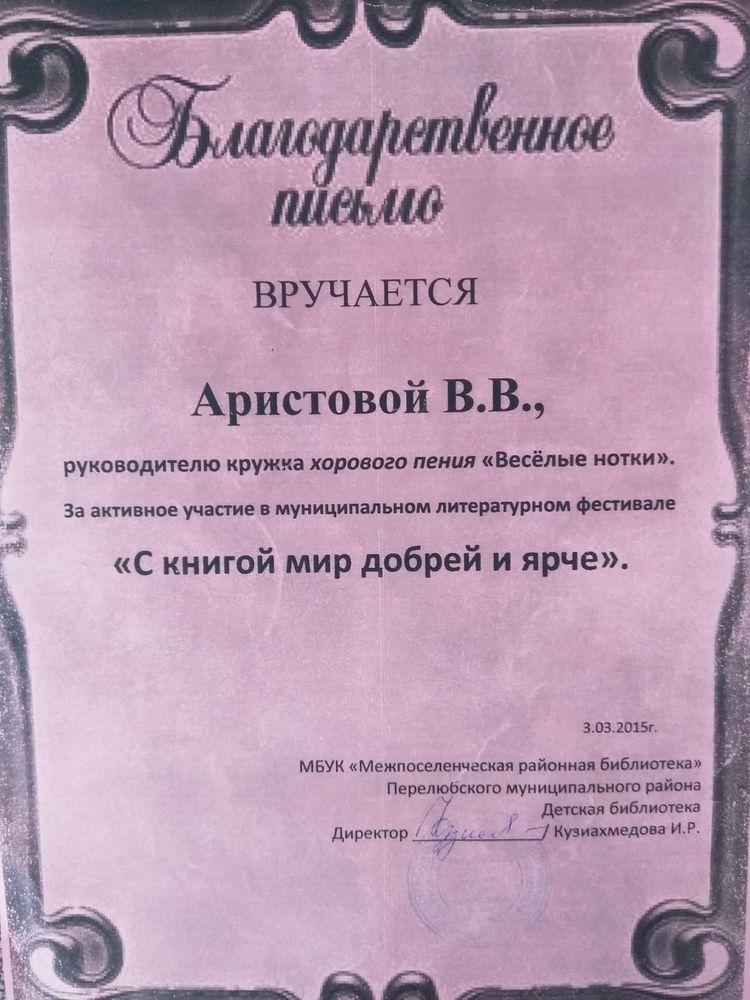 Благодарственное
письмо
ВРУЧАЕТСЯ
Аристовой В.В.,
руководителю кружка хорового пения «Весёлые нотки».
За активное участие в муниципальном литературном фестивале
«С книгой мир добрей и ярче».
3.03.2015г.
МБУК «Межпоселенческая районная библиотека»
Перелюбского муниципального района
Детская библиотека
Директор / Кузиахмедова И.Р.